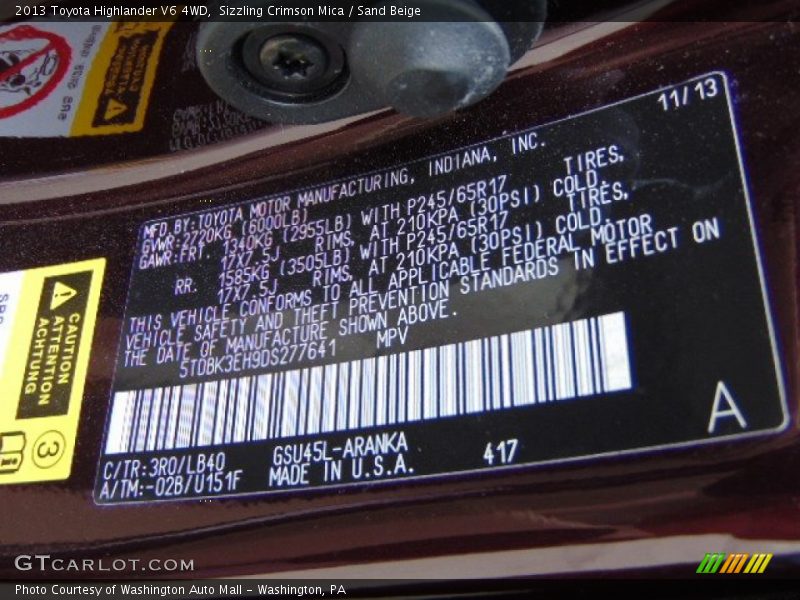 2013 Toyota Highlander V6 4WD, Sizzling Crimson Mica / Sand Beige
11/13
MFD.BY:TOYOTA MOTOR MANUFACTURING, INDIANA, INC.
GVWR:2720KG (6000LB)
GAWR:FRT. 1340KG (2955LB) WITH P245/65R17 TIRES,
17X7.5J RIMS, AT 210KPA (30PSI) COLD.
RR. 1585KG (3505LB) WITH P245/65R17 TIRES,
17X7.5J RIMS, AT 210KPA (30PSI) COLD.
THIS VEHICLE CONFORMS TO ALL APPLICABLE FEDERAL MOTOR
VEHICLE SAFETY AND THEFT PREVENTION STANDARDS IN EFFECT ON
THE DATE OF MANUFACTURE SHOWN ABOVE.
5TDBK3EH9DS277641 MPV
A
C/TR:3R0/LB40 GSU45L-ARANKA 417
A/TM:-02B/U151F MADE IN U.S.A.
CAUTION
ATTENTION
ACHTUNG
3
GTCARLOT.COM
Photo Courtesy of Washington Auto Mall - Washington, PA